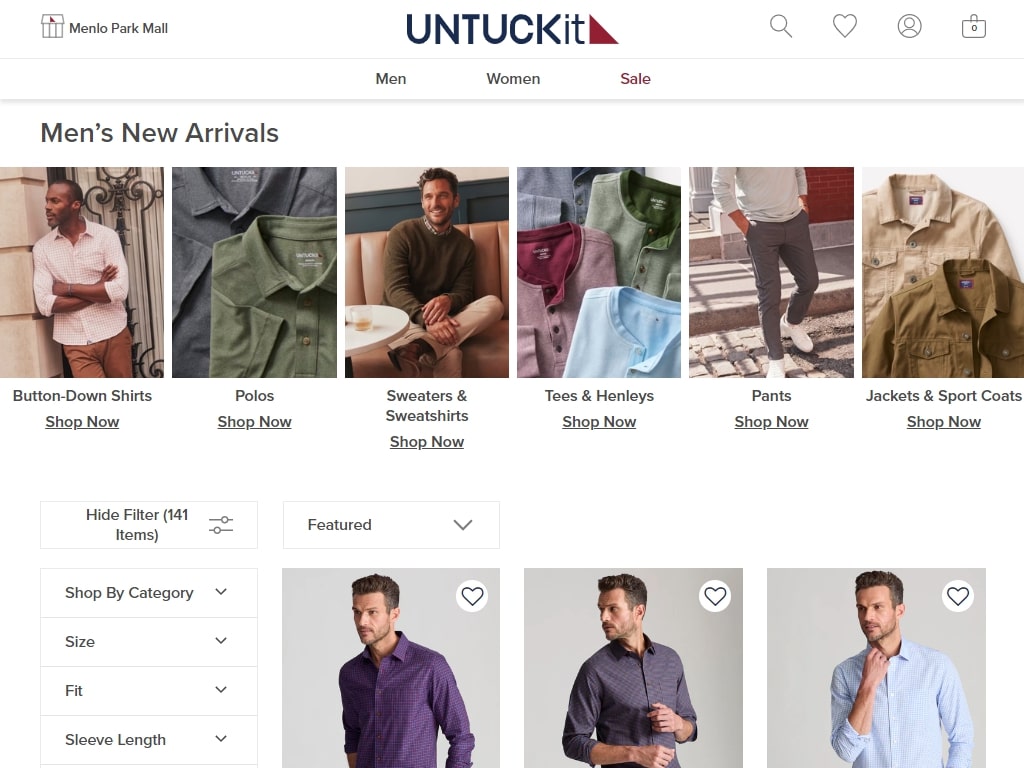 Menlo Park Mall
UNTUCKit
0
Men
Women
Sale
Men’s New Arrivals
Button-Down Shirts
Shop Now
Polos
Shop Now
Sweaters &
Sweatshirts
Shop Now
Tees & Henleys
Shop Now
Pants
Shop Now
Jackets & Sport Coats
Shop Now
Hide Filter (141
Items)
Featured
Shop By Category
Size
Fit
Sleeve Length